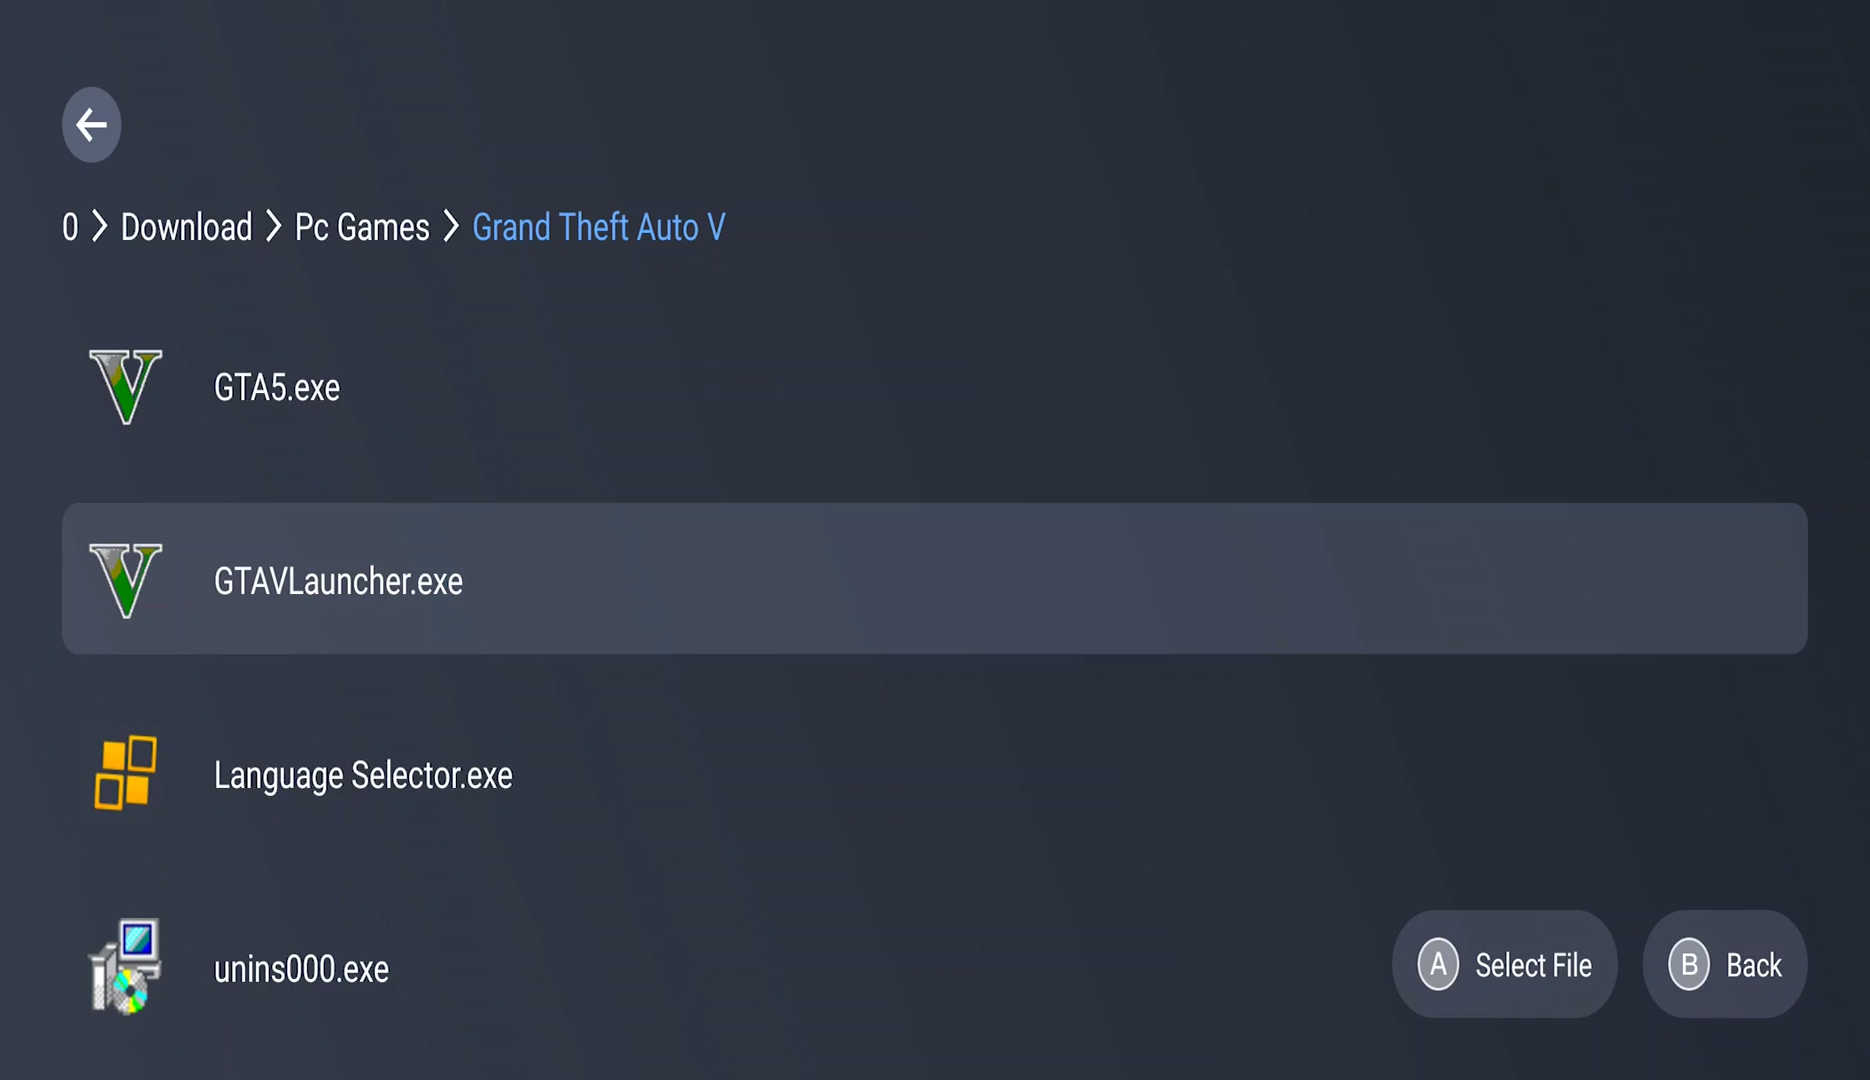 0 > Download > Pc Games > Grand Theft Auto V
GTA5.exe
GTAVLauncher.exe
Language Selector.exe
unins000.exe
A Select File B Back